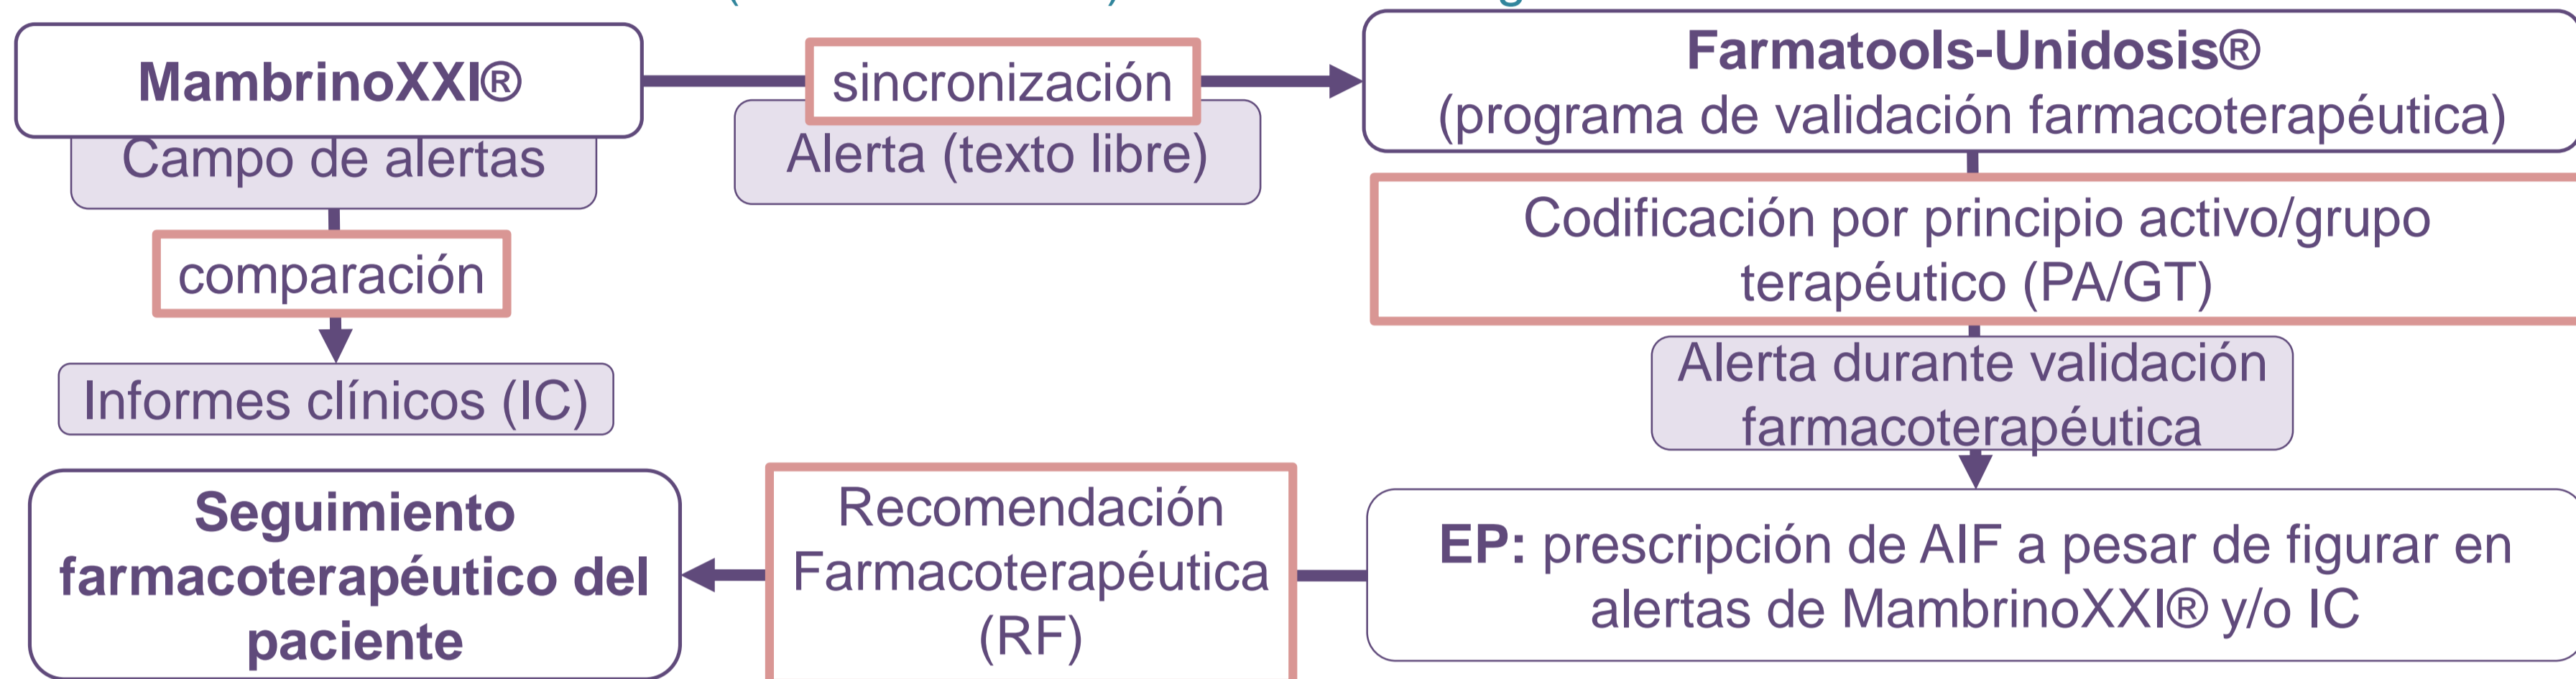 MambrinoXXI®
Campo de alertas
comparación
Informes clínicos (IC)
sincronización
Alerta (texto libre)
Farmatools-Unidosis®
(programa de validación farmacoterapéutica)
Codificación por principio activo/grupo
terapéutico (PA/GT)
Alerta durante validación
farmacoterapéutica
EP: prescripción de AIF a pesar de figurar en
alertas de MambrinoXXI® y/o IC
Recomendación
Farmacoterapéutica
(RF)
Seguimiento
farmacoterapéutico del
paciente